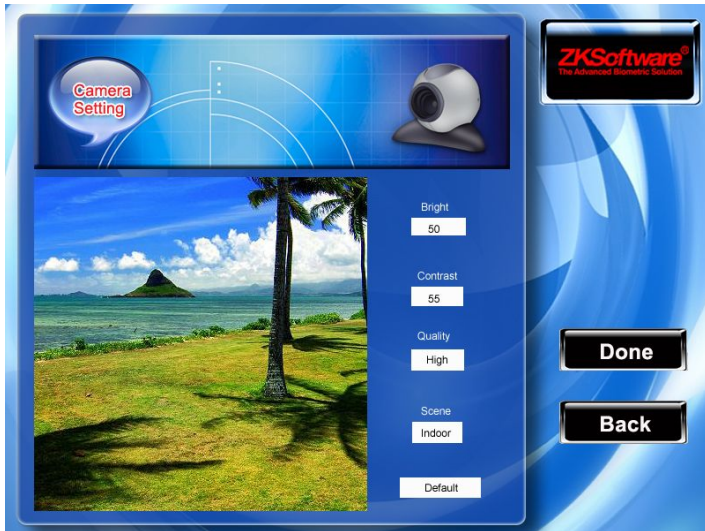 Camera
Setting
ZKSoftware®
The Advanced Biometric Solution
Bright
50
Contrast
55
Quality
High
Scene
Indoor
Default
Done
Back